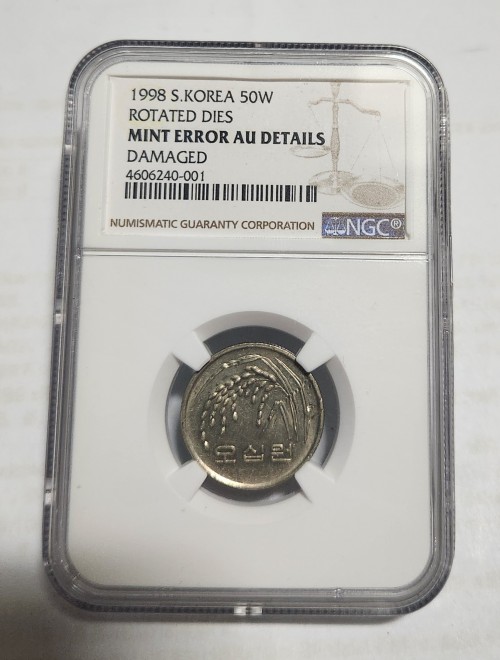 1998 S.KOREA 50W
ROTATED DIES
MINT ERROR AU DETAILS
DAMAGED
4606240-001
NUMISMATIC GUARANTY CORPORATION NGC®
오십원